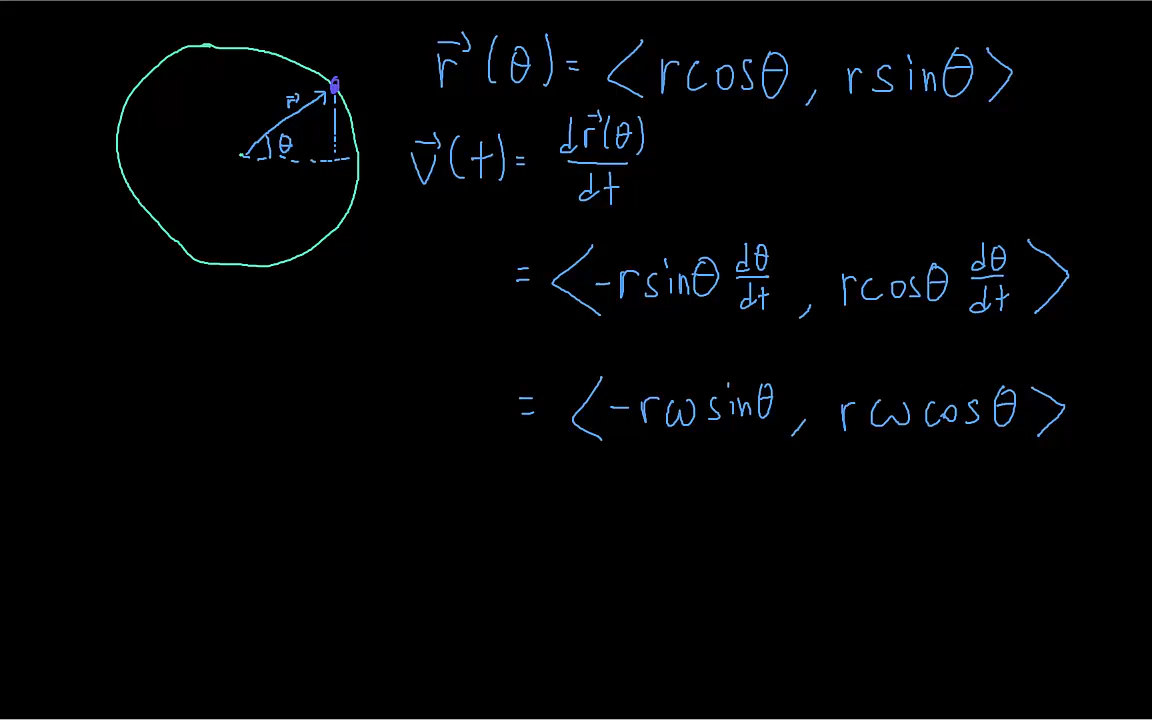 r⃗(θ) = <rcosθ, rsinθ>
r⃗
θ
v⃗(t) = dr⃗(θ)/dt
= <-rsinθ dθ/dt, rcosθ dθ/dt>
= <-rωsinθ, rωcosθ>